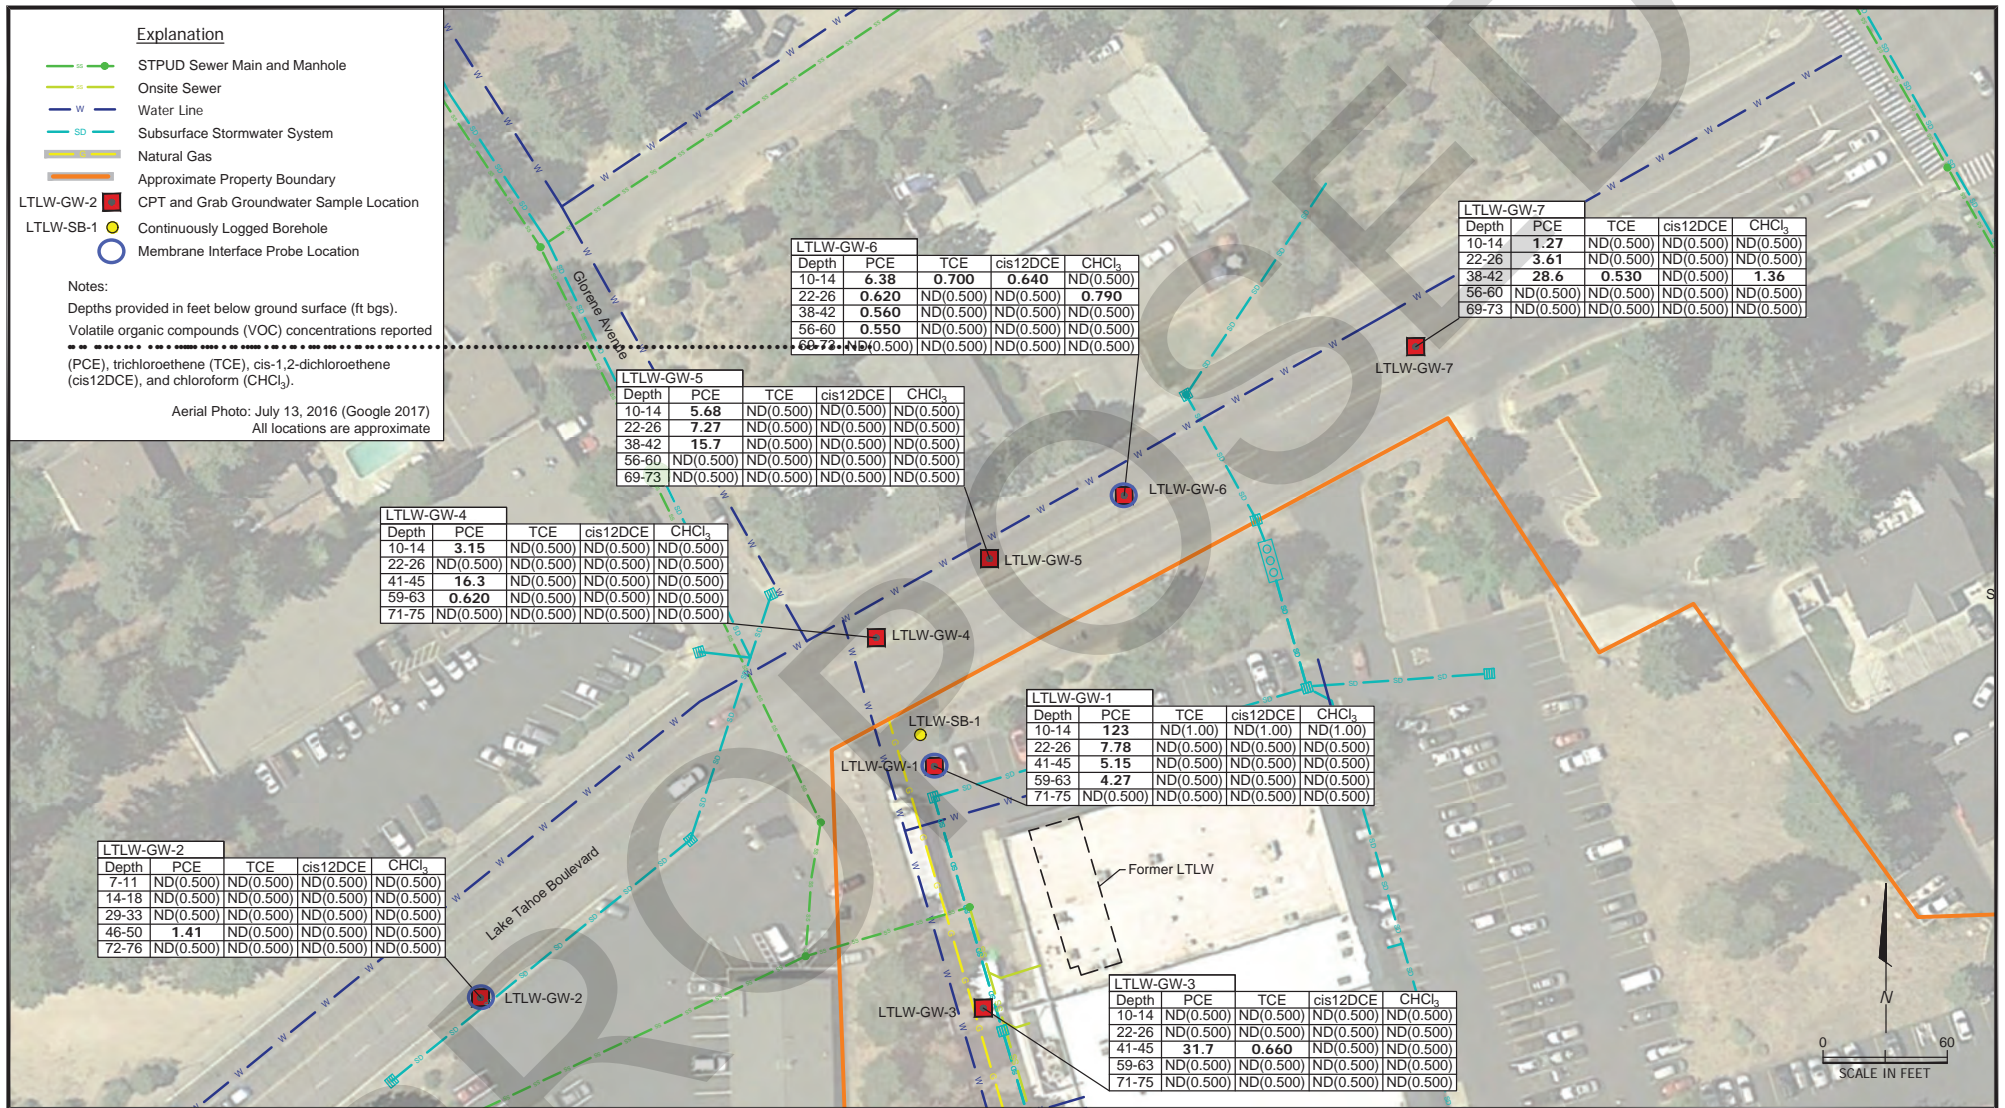 Explanation
STPUD Sewer Main and Manhole
Onsite Sewer
Water Line
Subsurface Stormwater System
Natural Gas
Approximate Property Boundary
LTLW-GW-2 CPT and Grab Groundwater Sample Location
LTLW-SB-1 Continuously Logged Borehole
Membrane Interface Probe Location
Notes:
Depths provided in feet below ground surface (ft bgs).
Volatile organic compounds (VOC) concentrations reported
(PCE), trichloroethene (TCE), cis-1,2-dichloroethene
(cis12DCE), and chloroform (CHCl3).
Aerial Photo: July 13, 2016 (Google 2017)
All locations are approximate
LTLW-GW-7
Depth PCE TCE cis12DCE CHCl3
10-14 1.27 ND(0.500) ND(0.500) ND(0.500)
22-26 3.61 ND(0.500) ND(0.500) ND(0.500)
38-42 28.6 0.530 ND(0.500) 1.36
56-60 ND(0.500) ND(0.500) ND(0.500) ND(0.500)
69-73 ND(0.500) ND(0.500) ND(0.500) ND(0.500)
LTLW-GW-7
LTLW-GW-6
Depth PCE TCE cis12DCE CHCl3
10-14 6.38 0.700 0.640 ND(0.500)
22-26 0.620 ND(0.500) ND(0.500) 0.790
38-42 0.560 ND(0.500) ND(0.500) ND(0.500)
56-60 0.550 ND(0.500) ND(0.500) ND(0.500)
69-73 ND(0.500) ND(0.500) ND(0.500) ND(0.500)
LTLW-GW-6
Glorene Avenue
LTLW-GW-5
Depth PCE TCE cis12DCE CHCl3
10-14 5.68 ND(0.500) ND(0.500) ND(0.500)
22-26 7.27 ND(0.500) ND(0.500) ND(0.500)
38-42 15.7 ND(0.500) ND(0.500) ND(0.500)
56-60 ND(0.500) ND(0.500) ND(0.500) ND(0.500)
69-73 ND(0.500) ND(0.500) ND(0.500) ND(0.500)
LTLW-GW-5
LTLW-GW-4
Depth PCE TCE cis12DCE CHCl3
10-14 3.15 ND(0.500) ND(0.500) ND(0.500)
22-26 ND(0.500) ND(0.500) ND(0.500) ND(0.500)
41-45 16.3 ND(0.500) ND(0.500) ND(0.500)
59-63 0.620 ND(0.500) ND(0.500) ND(0.500)
71-75 ND(0.500) ND(0.500) ND(0.500) ND(0.500)
LTLW-GW-4
LTLW-SB-1
LTLW-GW-1
LTLW-GW-1
Depth PCE TCE cis12DCE CHCl3
10-14 123 ND(1.00) ND(1.00) ND(1.00)
22-26 7.78 ND(0.500) ND(0.500) ND(0.500)
41-45 5.15 ND(0.500) ND(0.500) ND(0.500)
59-63 4.27 ND(0.500) ND(0.500) ND(0.500)
71-75 ND(0.500) ND(0.500) ND(0.500) ND(0.500)
Former LTLW
Lake Tahoe Boulevard
LTLW-GW-2
Depth PCE TCE cis12DCE CHCl3
7-11 ND(0.500) ND(0.500) ND(0.500) ND(0.500)
14-18 ND(0.500) ND(0.500) ND(0.500) ND(0.500)
29-33 ND(0.500) ND(0.500) ND(0.500) ND(0.500)
46-50 1.41 ND(0.500) ND(0.500) ND(0.500)
72-76 ND(0.500) ND(0.500) ND(0.500) ND(0.500)
LTLW-GW-2
LTLW-GW-3
LTLW-GW-3
Depth PCE TCE cis12DCE CHCl3
10-14 ND(0.500) ND(0.500) ND(0.500) ND(0.500)
22-26 ND(0.500) ND(0.500) ND(0.500) ND(0.500)
41-45 31.7 0.660 ND(0.500) ND(0.500)
59-63 ND(0.500) ND(0.500) ND(0.500) ND(0.500)
71-75 ND(0.500) ND(0.500) ND(0.500) ND(0.500)
N
0 60
SCALE IN FEET
PROPOSED